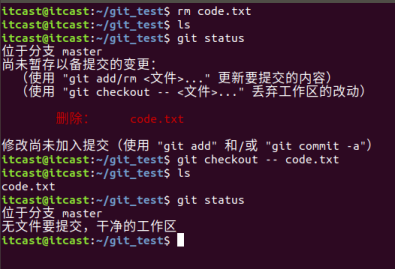 itcast@itcast:~/git_test$ rm code.txt
itcast@itcast:~/git_test$ ls
itcast@itcast:~/git_test$ git status
位于分支 master
尚未暂存以备提交的变更：
（使用 "git add/rm <文件>..." 更新要提交的内容）
（使用 "git checkout -- <文件>..." 丢弃工作区的改动）
删除： code.txt
修改尚未加入提交（使用 "git add" 和/或 "git commit -a"）
itcast@itcast:~/git_test$ git checkout -- code.txt
itcast@itcast:~/git_test$ ls
code.txt
itcast@itcast:~/git_test$ git status
位于分支 master
无文件要提交，干净的工作区
itcast@itcast:~/git_test$